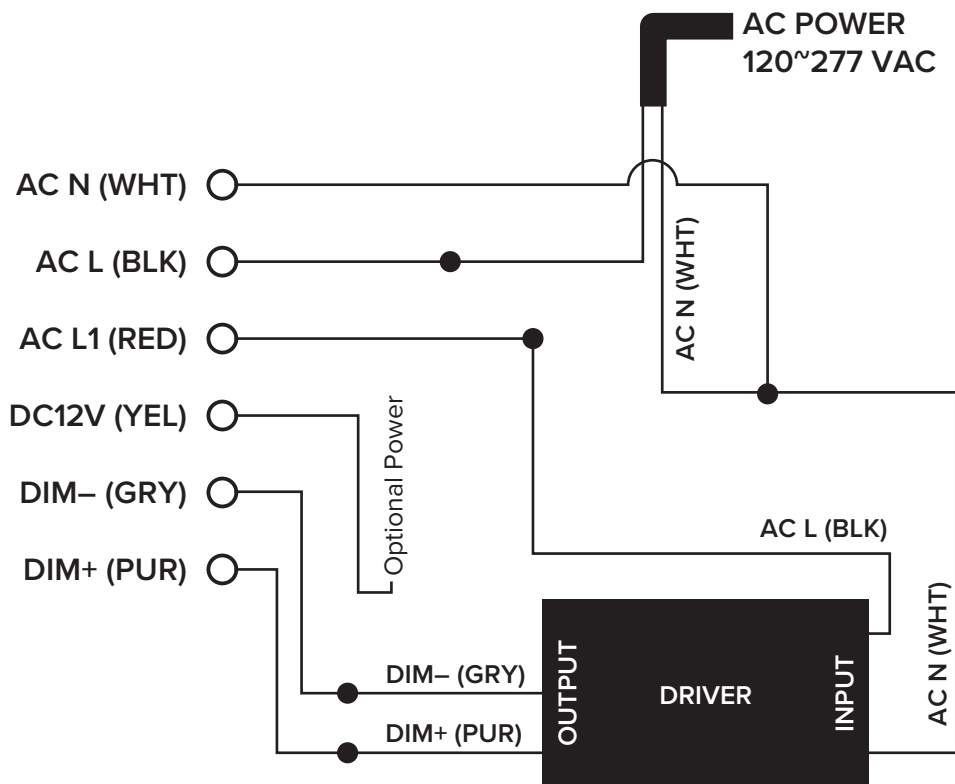 AC POWER
120~277 VAC
AC N (WHT)
AC L (BLK)
AC L1 (RED)
DC12V (YEL)
DIM– (GRY)
DIM+ (PUR)
AC N (WHT)
Optional Power
AC L (BLK)
AC N (WHT)
DIM– (GRY)
DIM+ (PUR)
OUTPUT
DRIVER
INPUT